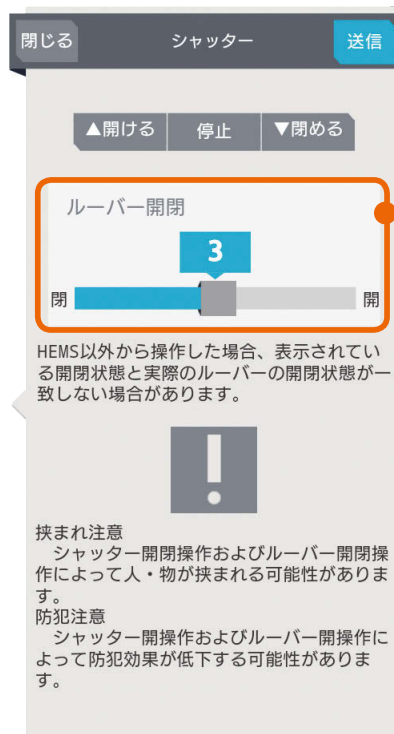 閉じる シャッター 送信
▲開ける 停止 ▼閉める
ルーバー開閉
3
閉 開
HEMS以外から操作した場合、表示されてい
る開閉状態と実際のルーバーの開閉状態が一
致しない場合があります。
挟まれ注意
　シャッター開閉操作およびルーバー開閉操
作によって人・物が挟まれる可能性がありま
す。
防犯注意
　シャッター開操作およびルーバー開操作に
よって防犯効果が低下する可能性がありま
す。